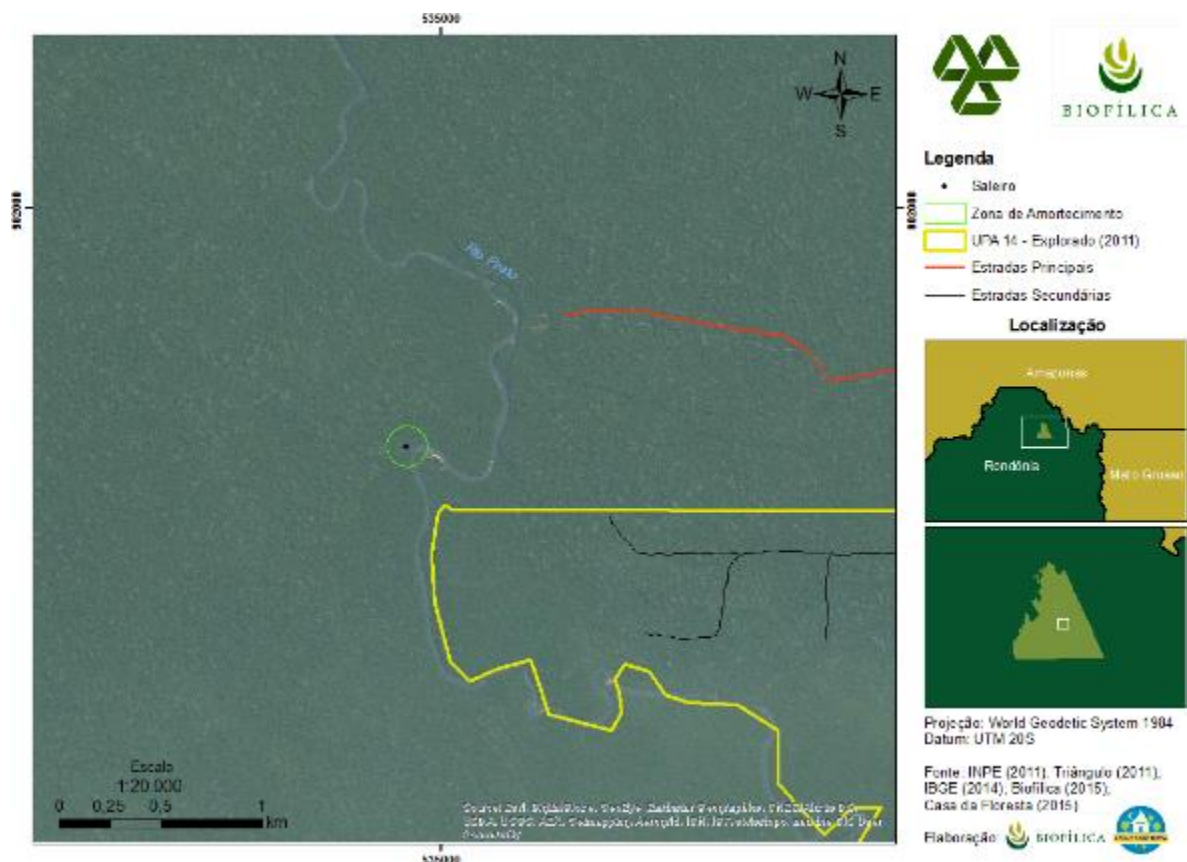 535000
N
W E
S
Rio Preto
Escala
1:20.000
0 0,25 0,5 1
km
535000
BIOFÍLICA
Legenda
Saleiro
Zona de Amortecimento
UPA 14 - Explorado (2011)
Estradas Principais
Estradas Secundárias
Localização
Amazonas
Rondônia
Mato Grosso
Projeção: World Geodetic System 1984
Datum: UTM 20S
Fonte: INPE (2011), Triângulo (2011),
IBGE (2014), Biofílica (2015),
Casa da Floresta (2015)
Elaboração: BIOFÍLICA